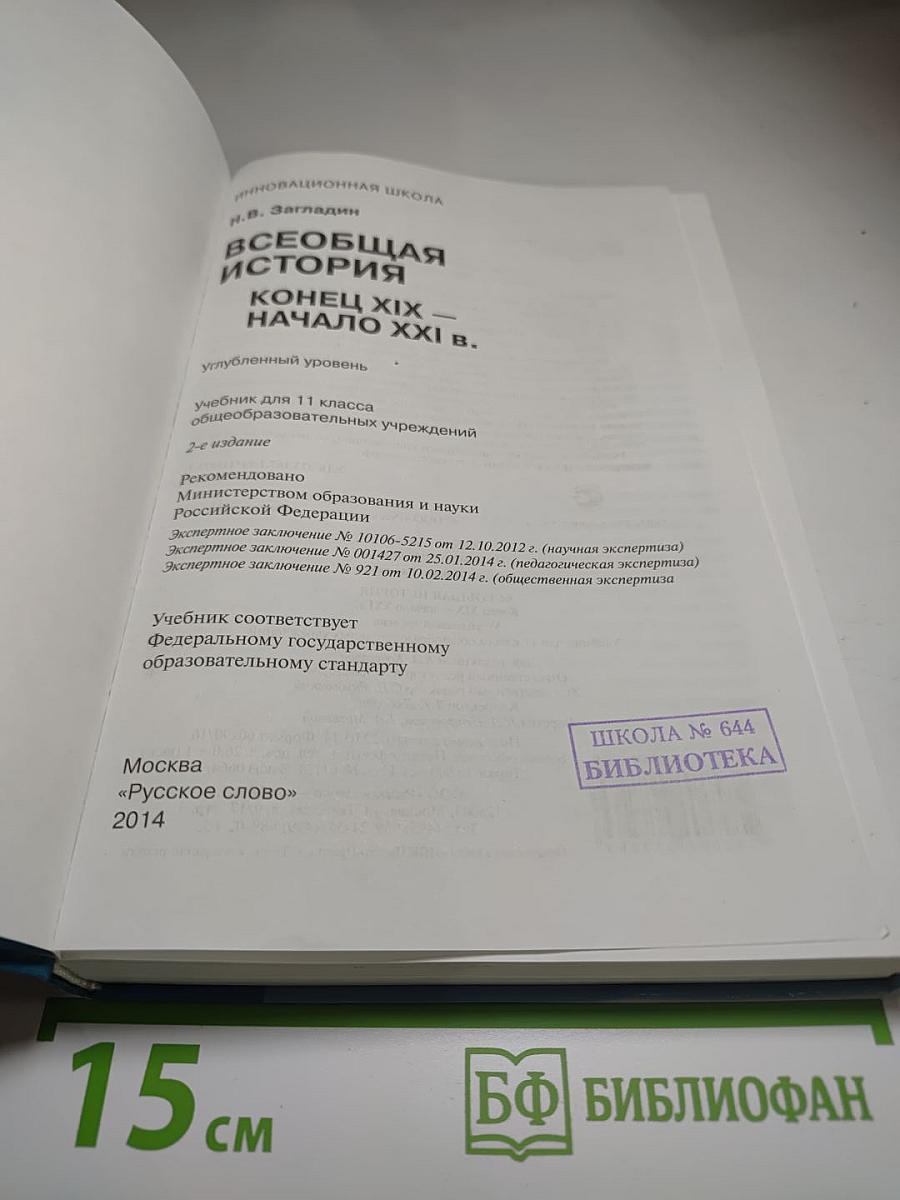 ИННОВАЦИОННАЯ ШКОЛА
Н.В. Загладин
ВСЕОБЩАЯ
ИСТОРИЯ
КОНЕЦ XIX —
НАЧАЛО XXI в.
углубленный уровень
учебник для 11 класса
общеобразовательных учреждений
2-е издание
Рекомендовано
Министерством образования и науки
Российской Федерации
Экспертное заключение № 10106-5215 от 12.10.2012 г. (научная экспертиза)
Экспертное заключение № 001427 от 25.01.2014 г. (педагогическая экспертиза)
Экспертное заключение № 921 от 10.02.2014 г. (общественная экспертиза
Учебник соответствует
Федеральному государственному
образовательному стандарту
ШКОЛА № 644
БИБЛИОТЕКА
Москва
«Русское слово»
2014
15 см
БФ БИБЛИОФАН